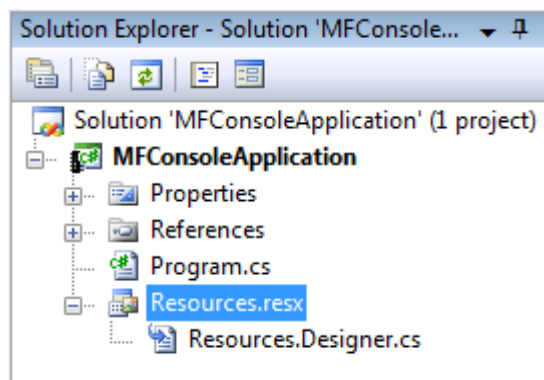 Solution Explorer - Solution 'MFConsole...
Solution 'MFConsoleApplication' (1 project)
MFConsoleApplication
Properties
References
Program.cs
Resources.resx
Resources.Designer.cs